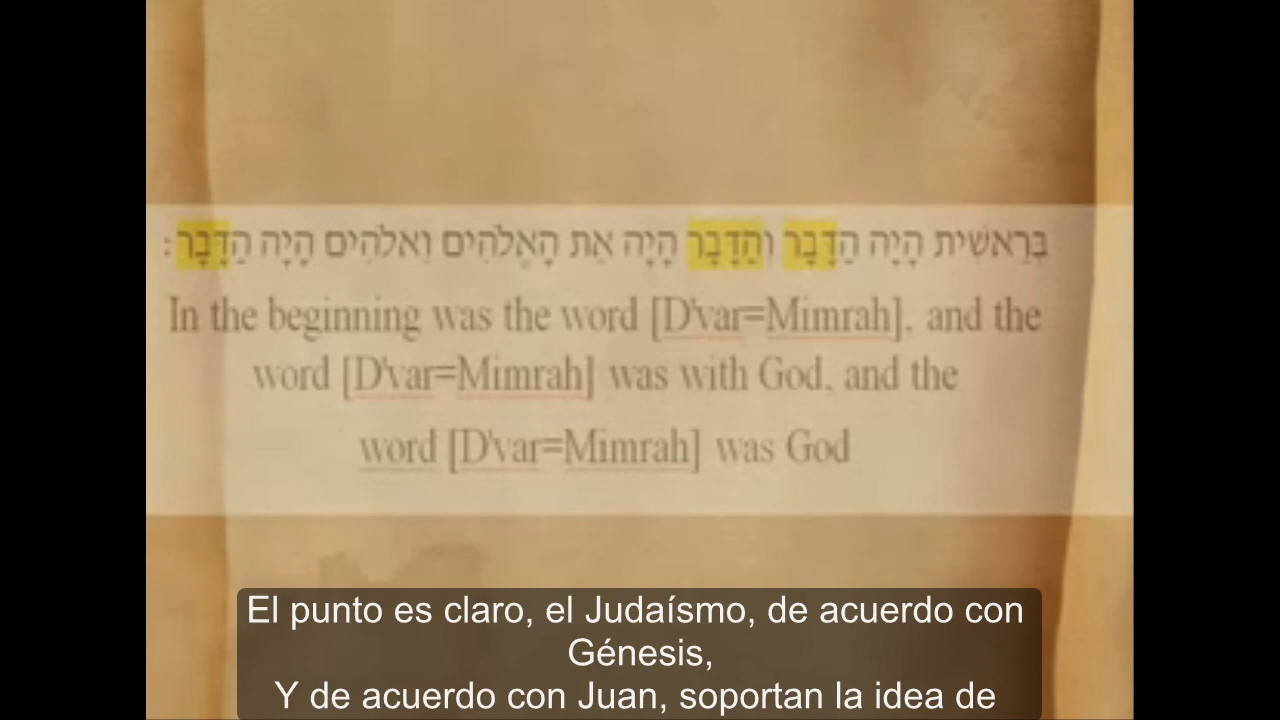 בְּרֵאשִׁית הָיָה הַדָּבָר וְהַדָּבָר הָיָה אֵת הָאֱלֹהִים וֵאלֹהִים הָיָה הַדָּבָר:
In the beginning was the word [D'var=Mimrah], and the
word [D'var=Mimrah] was with God, and the
word [D'var=Mimrah] was God
El punto es claro, el Judaísmo, de acuerdo con
Génesis,
Y de acuerdo con Juan, soportan la idea de